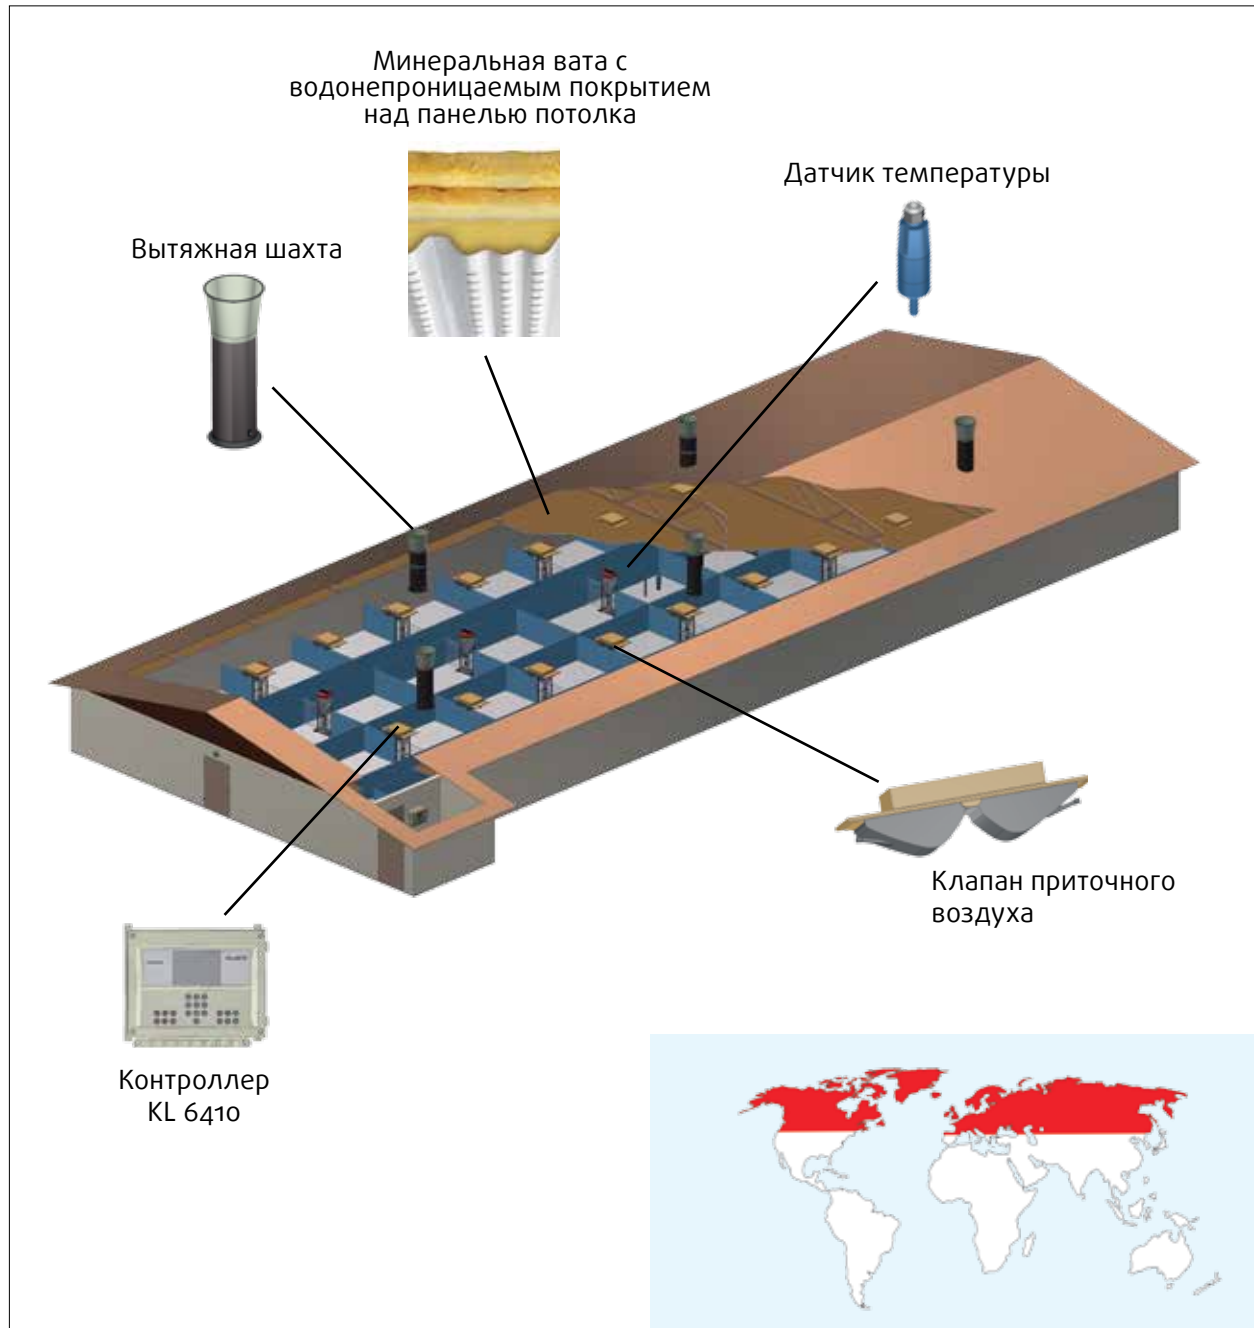 Минеральная вата с
водонепроницаемым покрытием
над панелью потолка
Датчик температуры
Вытяжная шахта
Клапан приточного
воздуха
Контроллер
KL 6410